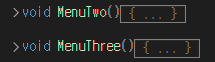 void MenuTwo(){ ... }
void MenuThree(){ ... }